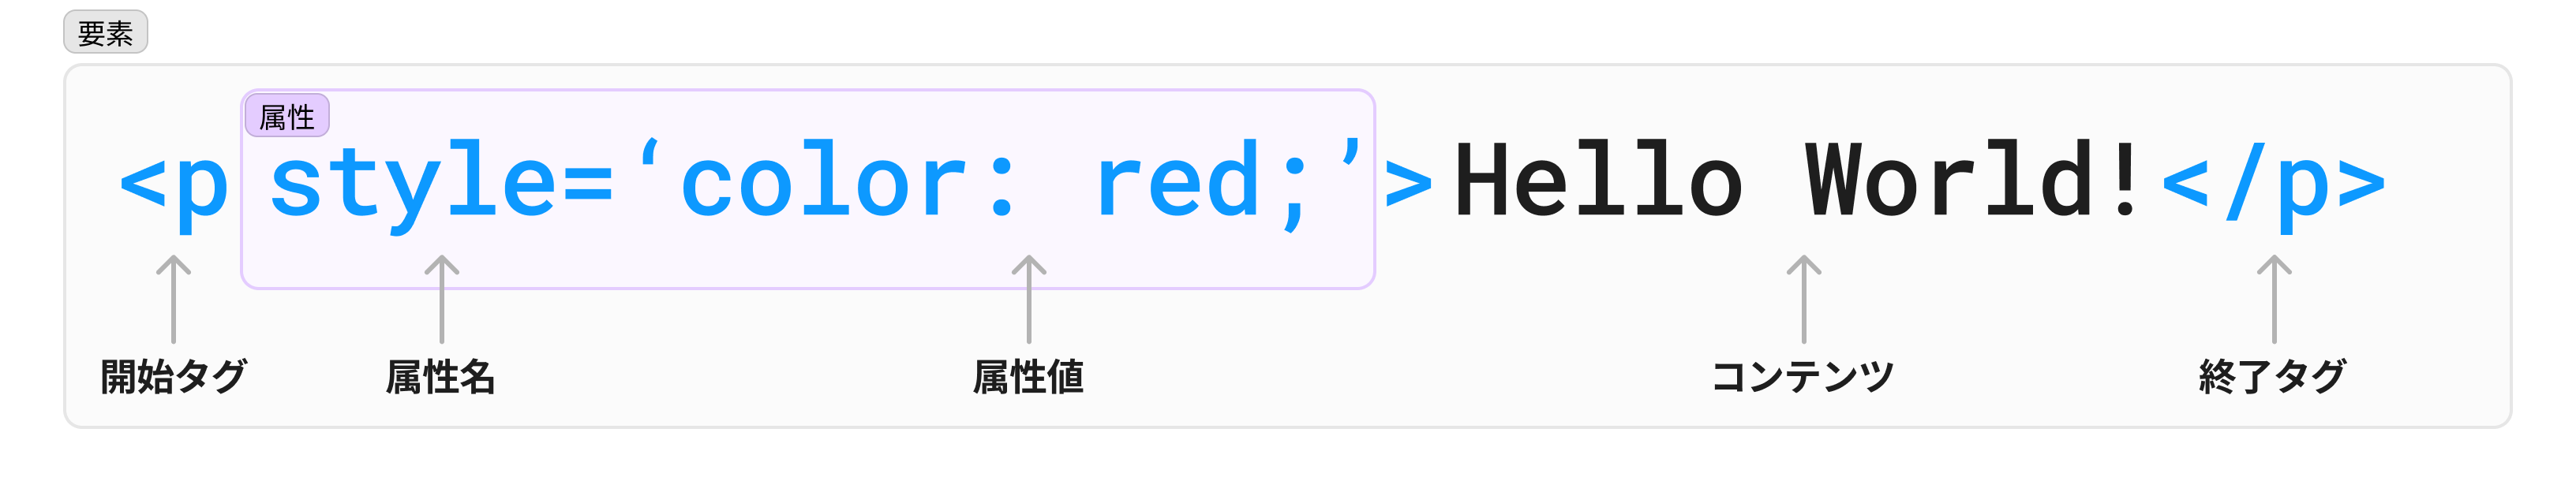 要素
属性
<p style=‘color: red;’>Hello World!</p>
開始タグ 属性名 属性値 コンテンツ 終了タグ